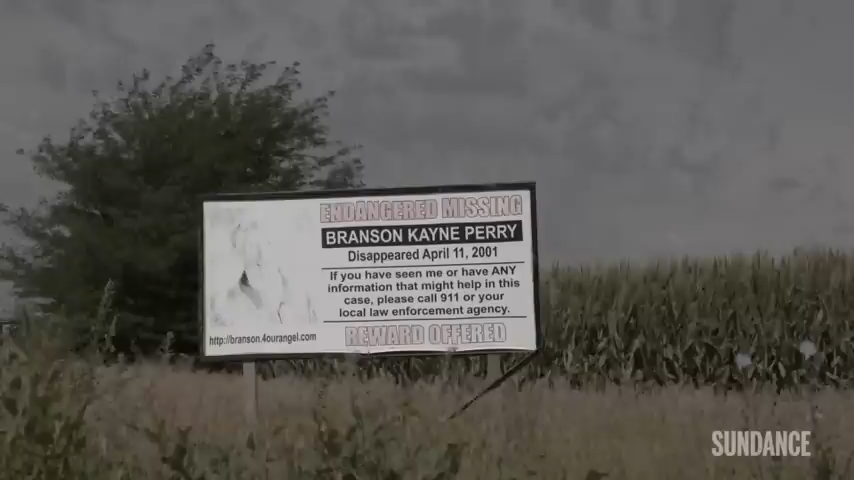 ENDANGERED MISSING
BRANSON KAYNE PERRY
Disappeared April 11, 2001
If you have seen me or have ANY
information that might help in this
case, please call 911 or your
local law enforcement agency.
http://branson.4ourangel.com
REWARD OFFERED
SUNDANCE